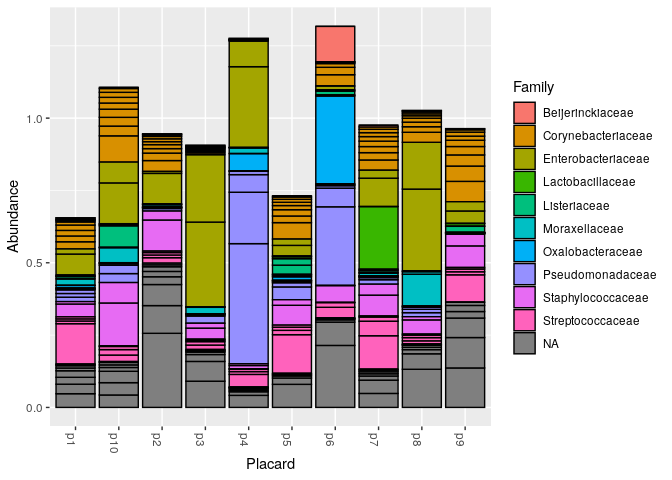 Family
Beijerinckiaceae
Corynebacteriaceae
Enterobacteriaceae
Lactobacillaceae
Listeriaceae
Moraxellaceae
Oxalobacteraceae
Pseudomonadaceae
Staphylococcaceae
Streptococcaceae
NA
Abundance
1.0
0.5
0.0
p1
p10
p2
p3
p4
p5
p6
p7
p8
p9
Placard